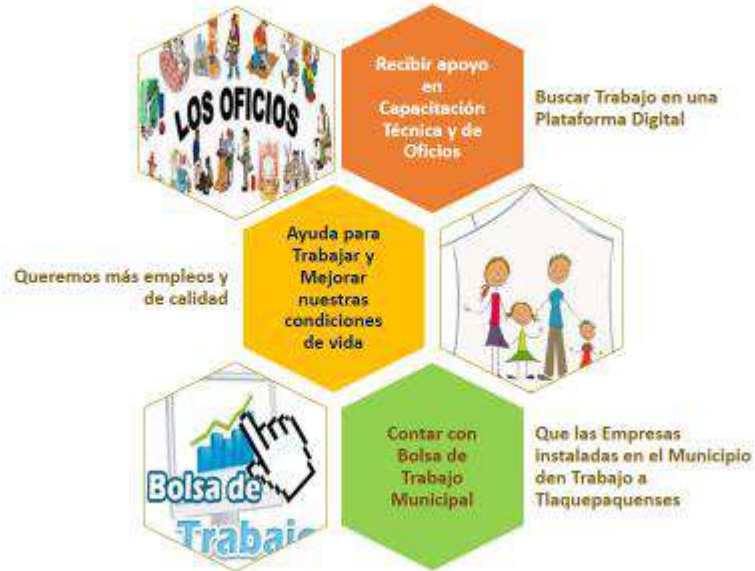 LOS OFICIOS
Recibir apoyo
en
Capacitación
Técnica y de
Oficios
Buscar Trabajo en una
Plataforma Digital
Queremos más empleos y
de calidad
Ayuda para
Trabajar y
Mejorar
nuestras
condiciones
de vida
Bolsa de
Trabajo
Contar con
Bolsa de
Trabajo
Municipal
Que las Empresas
instaladas en el Municipio
den Trabajo a
Tlaquepaquenses